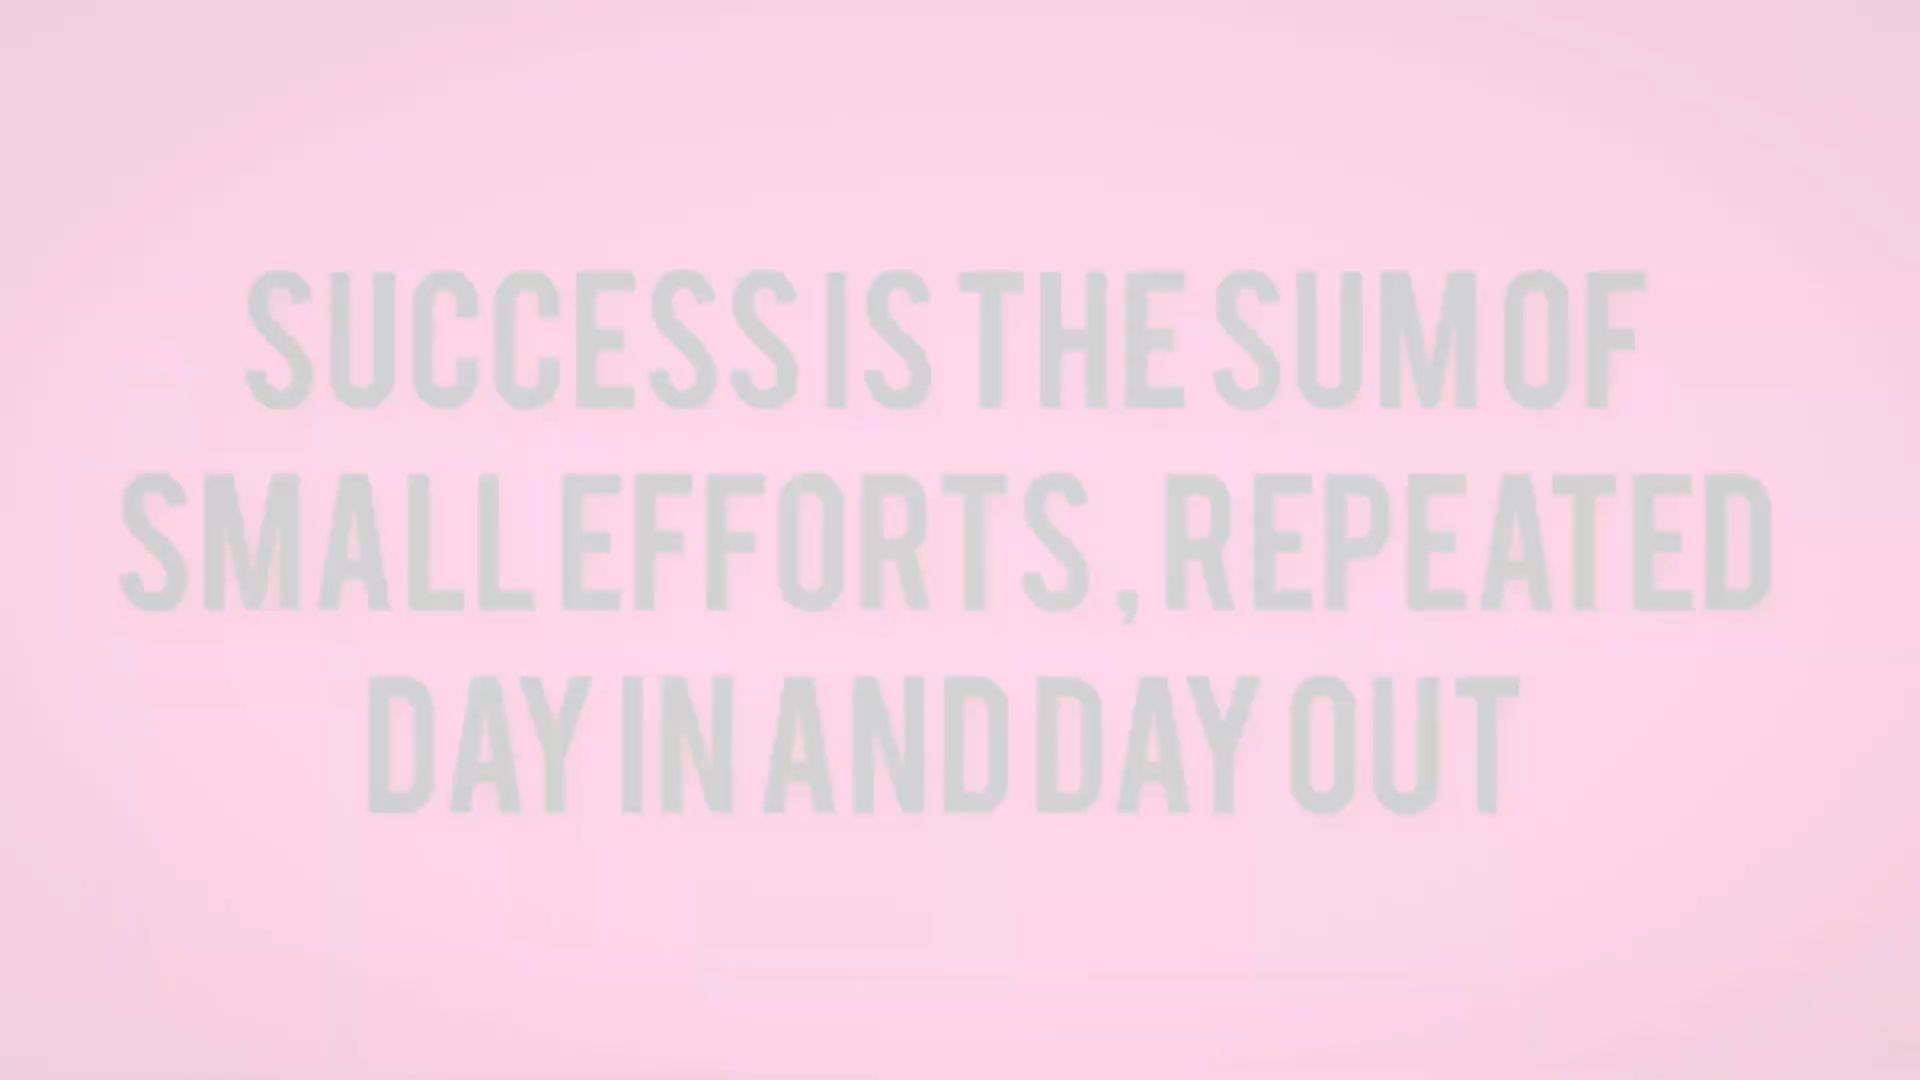 SUCCESS IS THE SUM OF
SMALL EFFORTS , REPEATED
DAY IN AND DAY OUT